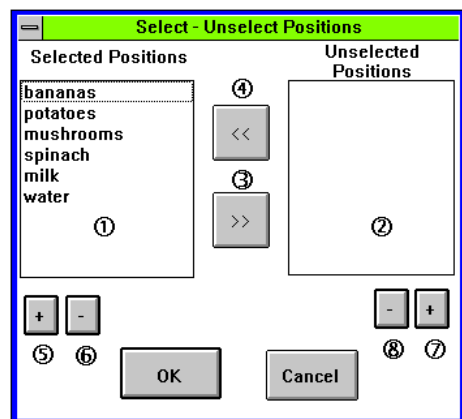 Select - Unselect Positions
Selected Positions
Unselected
Positions
bananas
potatoes
mushrooms
spinach
milk
water
①
④
<<
③
>>
②
+ -
⑤ ⑥
- +
⑧ ⑦
OK Cancel